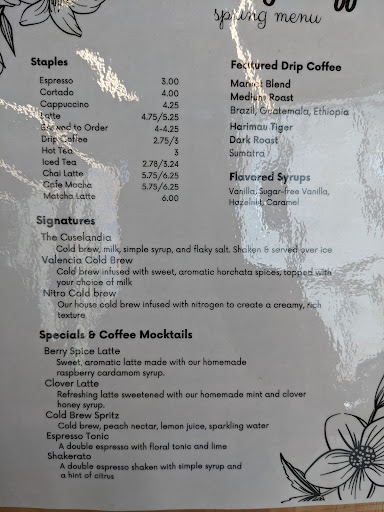 spring menu
Staples
Espresso 3.00
Cortado 4.00
Cappuccino 4.25
Latte 4.75/5.25
Brewed to Order 4-4.25
Drip Coffee 2.75/3
Hot Tea 3
Iced Tea 2.78/3.24
Chai Latte 5.75/6.25
Cafe Mocha 5.75/6.25
Matcha Latte 6.00
Featured Drip Coffee
Market Blend
Medium Roast
Brazil, Guatemala, Ethiopia
Harimau Tiger
Dark Roast
Sumatra
Flavored Syrups
Vanilla, Sugar-free Vanilla,
Hazelnut, Caramel
Signatures
The Cuselandia
Cold brew, milk, simple syrup, and flaky salt. Shaken & served over ice
Valencia Cold Brew
Cold brew infused with sweet, aromatic horchata spices, topped with
your choice of milk
Nitro Cold brew
Our house cold brew infused with nitrogen to create a creamy, rich
texture
Specials & Coffee Mocktails
Berry Spice Latte
Sweet, aromatic latte made with our homemade
raspberry cardamom syrup.
Clover Latte
Refreshing latte sweetened with our homemade mint and clover
honey syrup.
Cold Brew Spritz
Cold brew, peach nectar, lemon juice, sparkling water
Espresso Tonic
A double espresso with floral tonic and lime
Shakerato
A double espresso shaken with simple syrup and
a hint of citrus